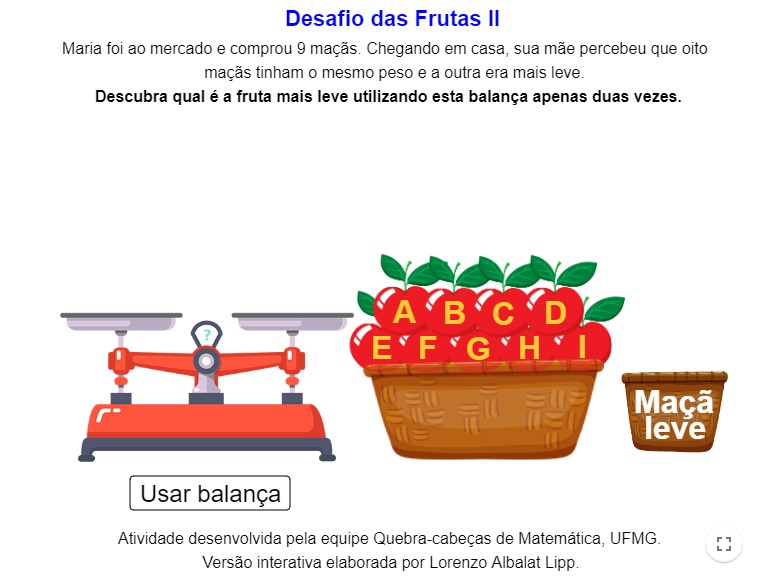 Desafio das Frutas II
Maria foi ao mercado e comprou 9 maçãs. Chegando em casa, sua mãe percebeu que oito
maçãs tinham o mesmo peso e a outra era mais leve.
Descubra qual é a fruta mais leve utilizando esta balança apenas duas vezes.
A B C D
?
E F G H I
Maçã
leve
Usar balança
Atividade desenvolvida pela equipe Quebra-cabeças de Matemática, UFMG.
Versão interativa elaborada por Lorenzo Albalat Lipp.